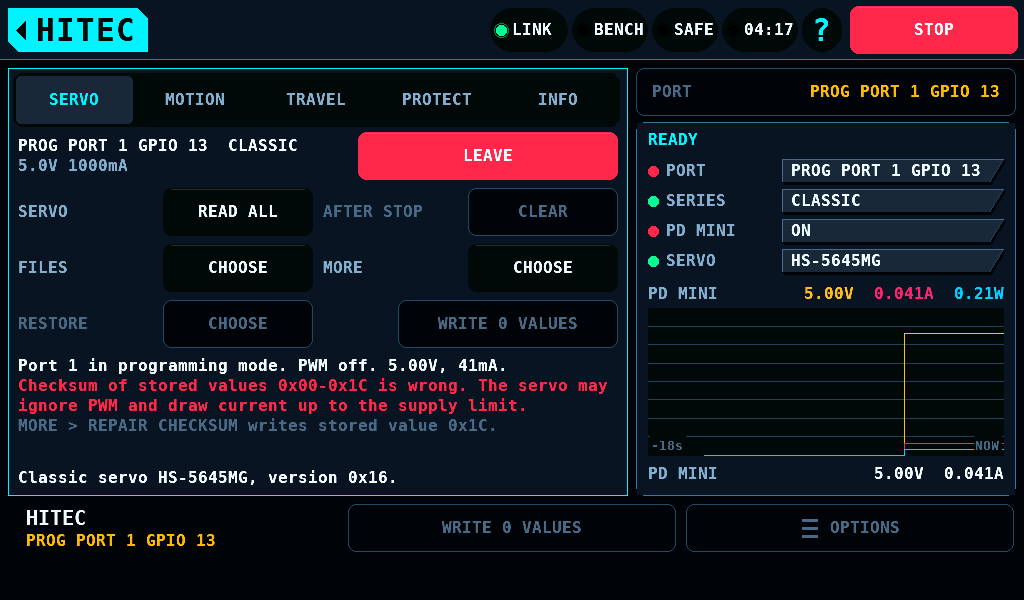 HITEC
LINK
BENCH
SAFE
04:17
?
STOP
SERVO MOTION TRAVEL PROTECT INFO
PROG PORT 1 GPIO 13 CLASSIC
5.0V 1000mA
LEAVE
SERVO READ ALL AFTER STOP CLEAR
FILES CHOOSE MORE CHOOSE
RESTORE CHOOSE WRITE 0 VALUES
Port 1 in programming mode. PWM off. 5.00V, 41mA.
Checksum of stored values 0x00-0x1C is wrong. The servo may
ignore PWM and draw current up to the supply limit.
MORE > REPAIR CHECKSUM writes stored value 0x1C.
Classic servo HS-5645MG, version 0x16.
PORT PROG PORT 1 GPIO 13
READY
PORT PROG PORT 1 GPIO 13
SERIES CLASSIC
PD MINI ON
SERVO HS-5645MG
PD MINI 5.00V 0.041A 0.21W
-18s NOW
PD MINI 5.00V 0.041A
HITEC
PROG PORT 1 GPIO 13
WRITE 0 VALUES
OPTIONS